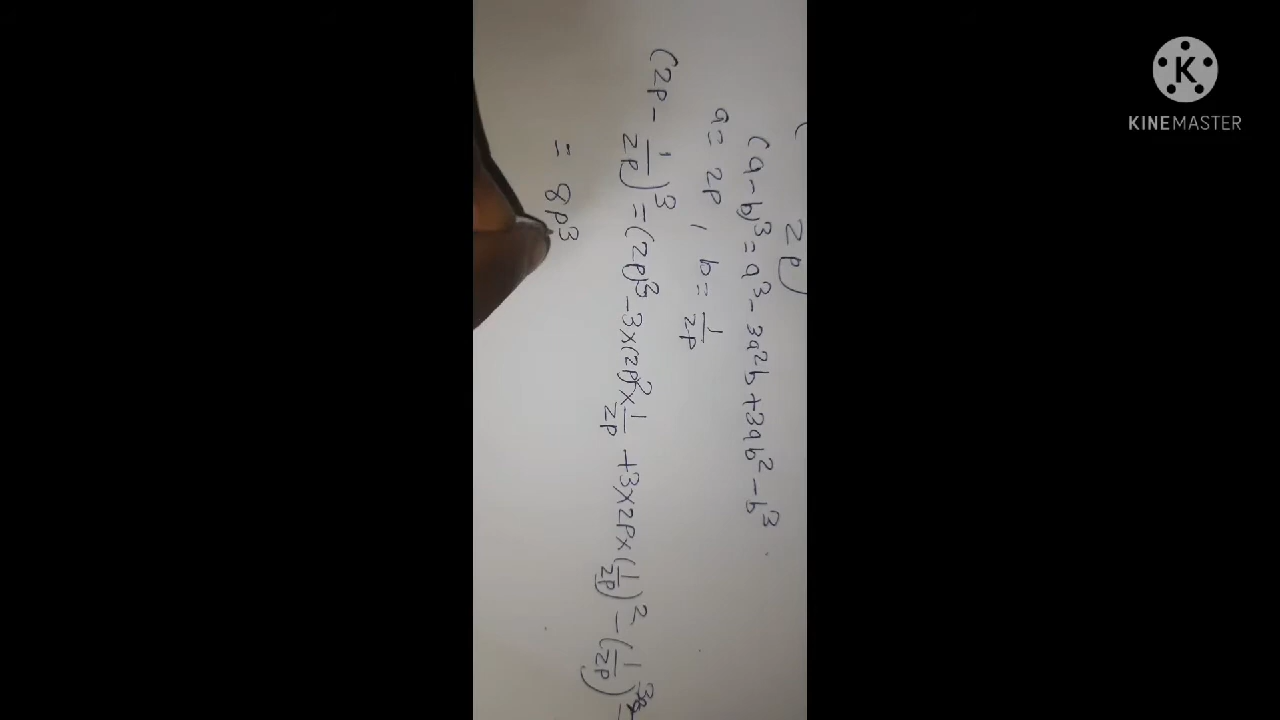 2p)
(a-b)³ = a³ - 3a²b + 3ab² - b³
a = 2p, b = 1/2p
(2p - 1/2p)³ = (2p)³ - 3×(2p)² × 1/2p + 3×2p×(1/2p)² - (1/2p)³
= 8p³
KINEMASTER